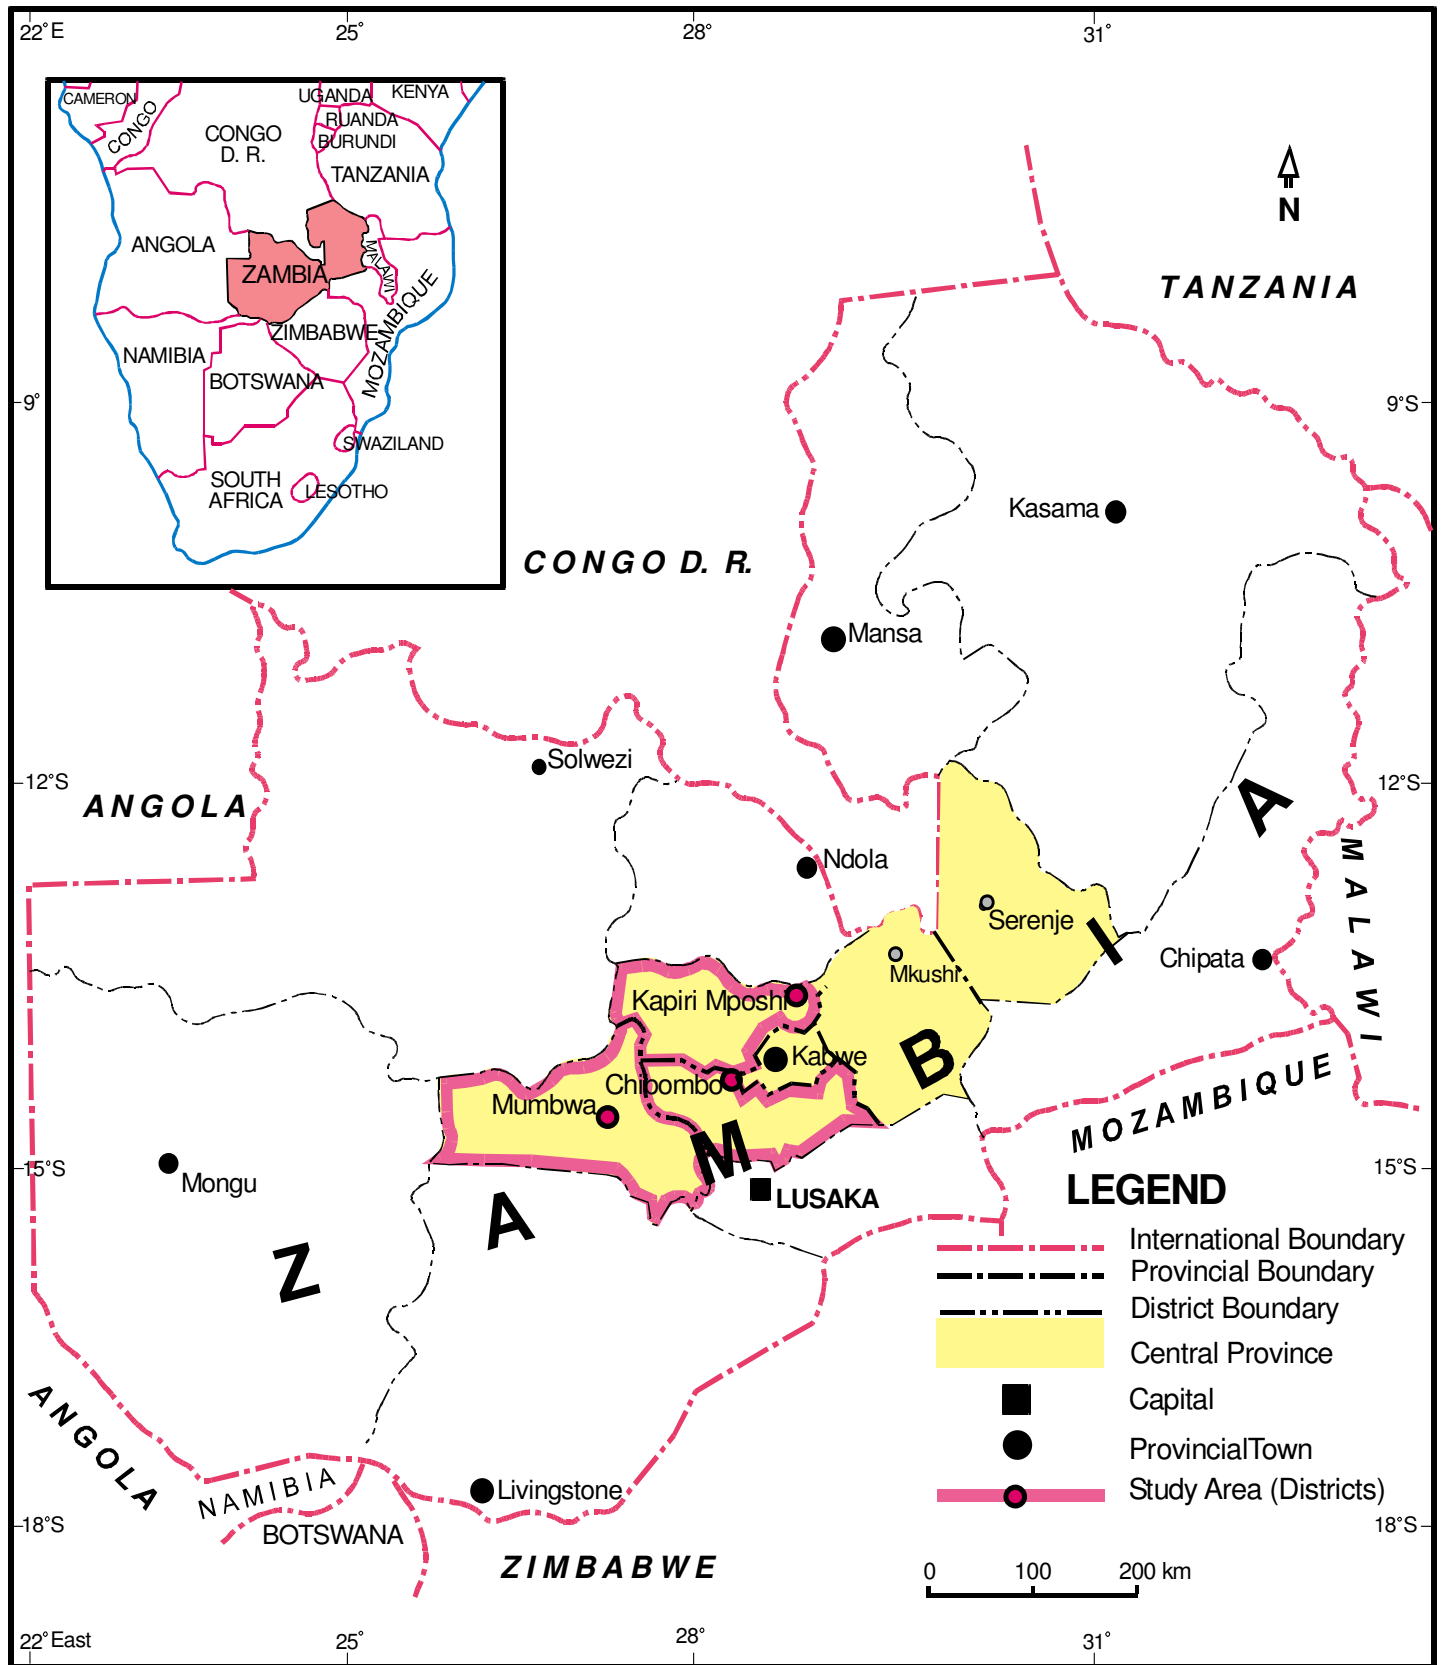 22°E
25°
28°
31°
CAMERON
CONGO
CONGO
D. R.
UGANDA
KENYA
RUANDA
BURUNDI
TANZANIA
ANGOLA
ZAMBIA
MALAWI
MOZAMBIQUE
ZIMBABWE
NAMIBIA
BOTSWANA
SWAZILAND
SOUTH
AFRICA
LESOTHO
N
TANZANIA
9°
9°S
Kasama
CONGO D. R.
Mansa
Solwezi
12°S
12°S
ANGOLA
A
MALAWI
Ndola
Serenje
I
Mkushi
Chipata
Kapiri Mposhi
Kabwe
B
Chibombo
Mumbwa
MOZAMBIQUE
M
15°S
15°S
Mongu
LUSAKA
A
Z
LEGEND
International Boundary
Provincial Boundary
District Boundary
Central Province
Capital
ProvincialTown
Study Area (Districts)
ANGOLA
NAMIBIA
Livingstone
BOTSWANA
18°S
18°S
ZIMBABWE
0 100 200 km
22° East
25°
28°
31°